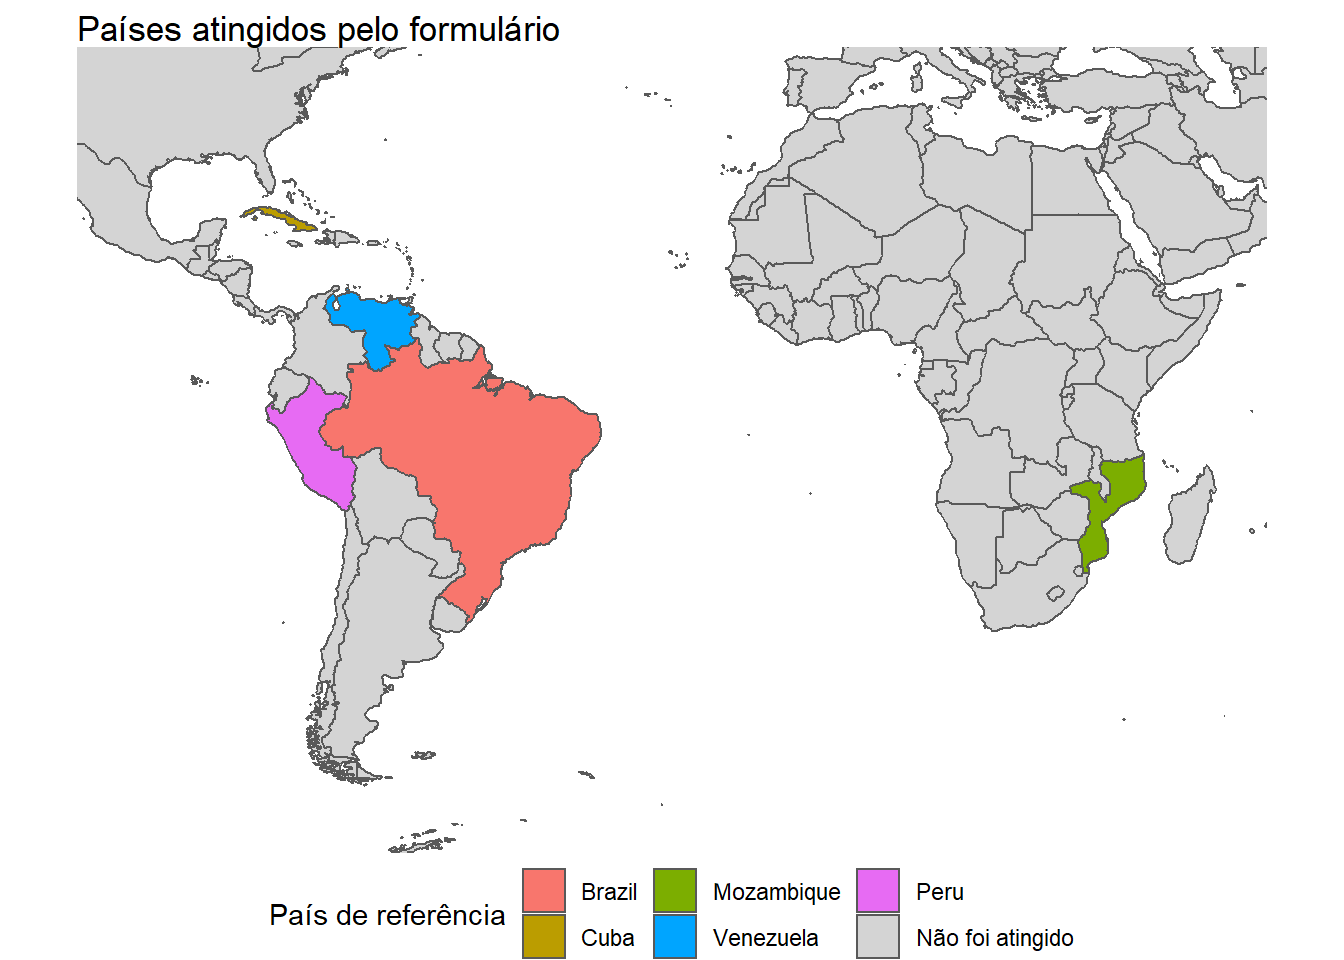 Países atingidos pelo formulário
País de referência
Brazil
Cuba
Mozambique
Venezuela
Peru
Não foi atingido